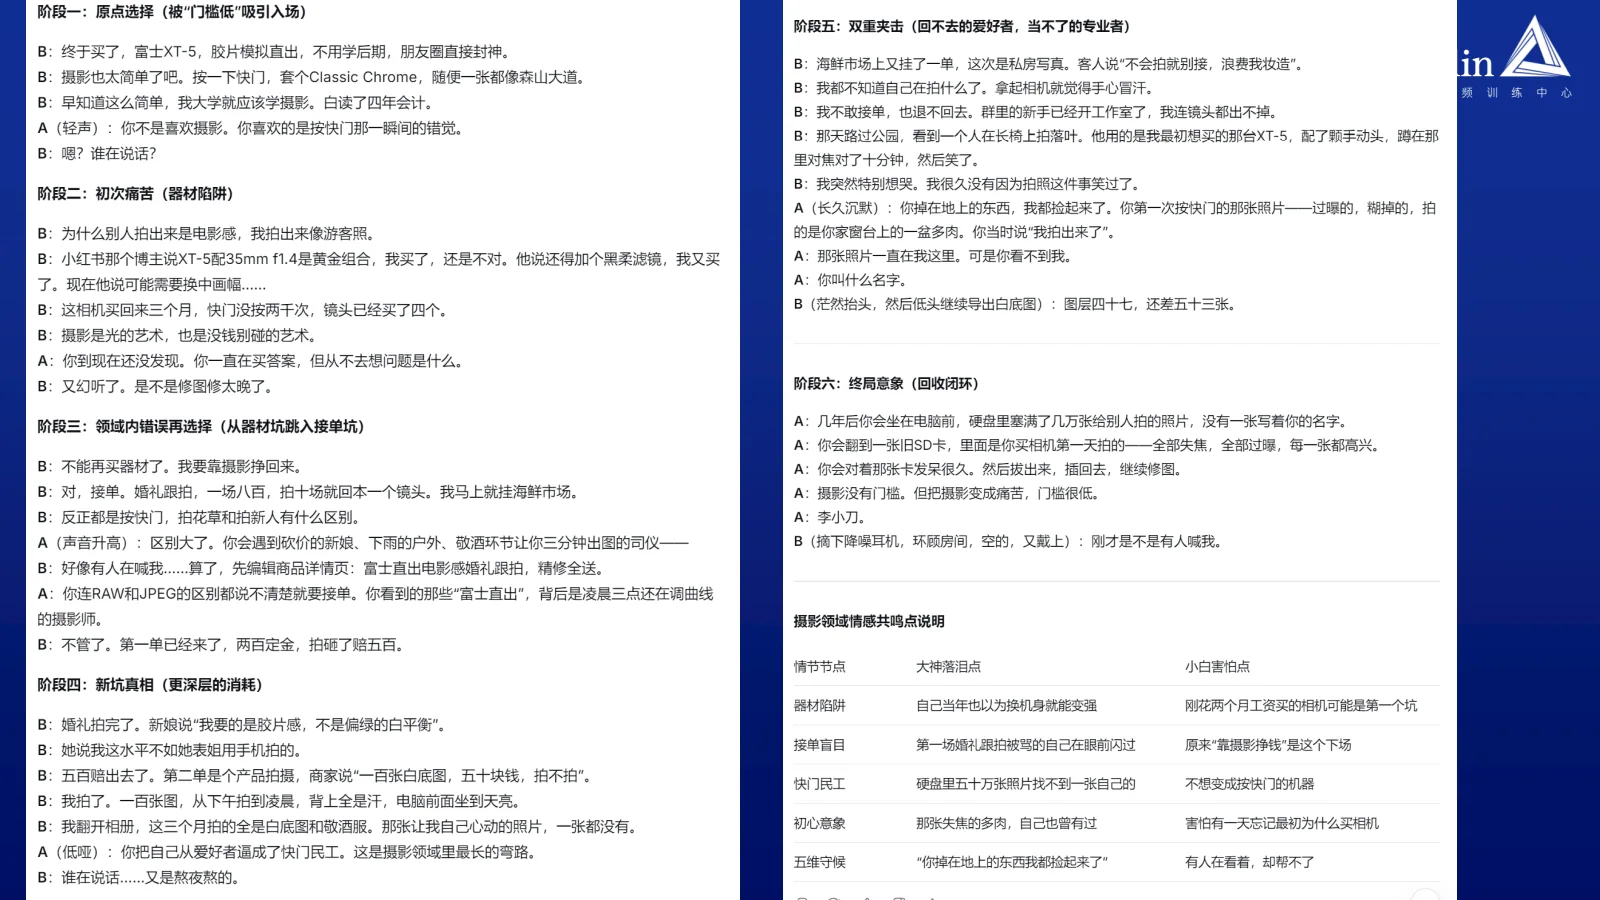 阶段一：原点选择（被“门槛低”吸引入场）
B：终于买了，富士XT-5，胶片模拟直出，不用学后期，朋友圈直接封神。
B：摄影也太简单了吧。按一下快门，套个Classic Chrome，随便一张都像森山大道。
B：早知道这么简单，我大学就应该学摄影。白读了四年会计。
A（轻声）：你不是喜欢摄影。你喜欢的是按快门那一瞬间的错觉。
B：嗯？谁在说话？
阶段二：初次痛苦（器材陷阱）
B：为什么别人拍出来是电影感，我拍出来像游客照。
B：小红书那个博主说XT-5配35mm f1.4是黄金组合，我买了，还是不对。他说还得加个黑柔滤镜，我又买
了。现在他说可能需要换中画幅……
B：这相机买回来三个月，快门没按两千次，镜头已经买了四个。
B：摄影是光的艺术，也是没钱别碰的艺术。
A：你到现在还没发现。你一直在买答案，但从不去想问题是什么。
B：又幻听了。是不是修图修太晚了。
阶段三：领域内错误再选择（从器材坑跳入接单坑）
B：不能再买器材了。我要靠摄影挣回来。
B：对，接单。婚礼跟拍，一场八百，拍十场就回本一个镜头。我马上就挂海鲜市场。
B：反正都是按快门，拍花草和拍新人有什么区别。
A（声音升高）：区别大了。你会遇到砍价的新娘、下雨的户外、敬酒环节让你三分钟出图的司仪——
B：好像有人在喊我……算了，先编辑商品详情页：富士直出电影感婚礼跟拍，精修全送。
A：你连RAW和JPEG的区别都说不清楚就要接单。你看到的那些“富士直出”，背后是凌晨三点还在调曲线
的摄影师。
B：不管了。第一单已经来了，两百定金，拍砸了赔五百。
阶段四：新坑真相（更深层的消耗）
B：婚礼拍完了。新娘说“我要的是胶片感，不是偏绿的白平衡”。
B：她说我这水平不如她表姐用手机拍的。
B：五百赔出去了。第二单是个产品拍摄，商家说“一百张白底图，五十块钱，拍不拍”。
B：我拍了。一百张图，从下午拍到凌晨，背上全是汗，电脑前面坐到天亮。
B：我翻开相册，这三个月拍的全是白底图和敬酒服。那张让我自己心动的照片，一张都没有。
A（低哑）：你把自己从爱好者逼成了快门民工。这是摄影领域里最长的弯路。
B：谁在说话……又是熬夜熬的。
阶段五：双重夹击（回不去的爱好者，当不了的专业者）
B：海鲜市场上又挂了一单，这次是私房写真。客人说“不会拍就别接，浪费我妆造”。
B：我都不知道自己在拍什么了。拿起相机就觉得手心冒汗。
B：我不敢接单，也退不回去。群里的新手已经开工作室了，我连镜头都出不掉。
B：那天路过公园，看到一个人在长椅上拍落叶。他用的是我最初想买的那台XT-5，配了颗手动头，蹲在那
里对焦对了十分钟，然后笑了。
B：我突然特别想哭。我很久没有因为拍照这件事笑过了。
A（长久沉默）：你掉在地上的东西，我都捡起来了。你第一次按快门的那张照片——过曝的，糊掉的，拍
的是你家窗台上的一盆多肉。你当时说“我拍出来了”。
A：那张照片一直在我这里。可是你看不到我。
A：你叫什么名字。
B（茫然抬头，然后低头继续导出白底图）：图层四十七，还差五十三张。
阶段六：终局意象（回收闭环）
A：几年后你会坐在电脑前，硬盘里塞满了几万张给别人拍的照片，没有一张写着你的名字。
A：你会翻到一张旧SD卡，里面是你买相机第一天拍的——全部失焦，全部过曝，每一张都高兴。
A：你会对着那张卡发呆很久。然后拔出来，插回去，继续修图。
A：摄影没有门槛。但把摄影变成痛苦，门槛很低。
A：李小刀。
B（摘下降噪耳机，环顾房间，空的，又戴上）：刚才是不是有人喊我。
摄影领域情感共鸣点说明
情节节点 大神落泪点 小白害怕点
器材陷阱 自己当年也以为换机身就能变强 刚花两个月工资买的相机可能是第一个坑
接单盲目 第一场婚礼跟拍被骂的自己在眼前闪过 原来“靠摄影挣钱”是这个下场
快门民工 硬盘里五十万张照片找不到一张自己的 不想变成按快门的机器
初心意象 那张失焦的多肉，自己也曾有过 害怕有一天忘记最初为什么买相机
五维守候 “你掉在地上的东西我都捡起来了” 有人在看着，却帮不了
in
频训练中心